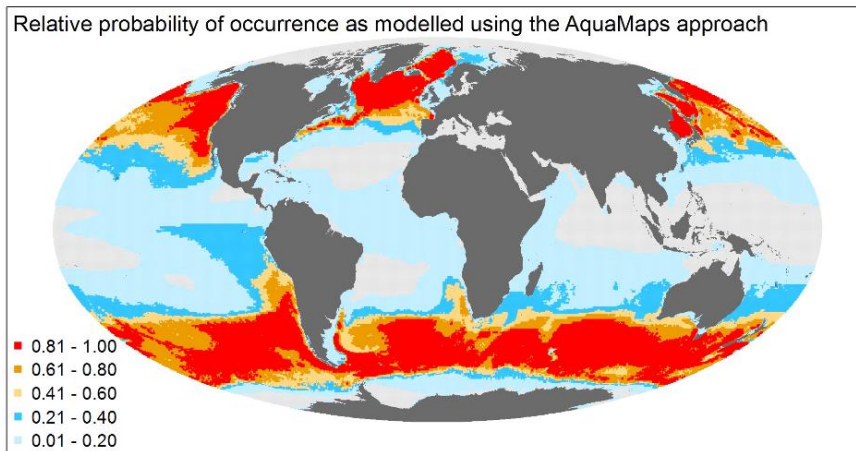 Relative probability of occurrence as modelled using the AquaMaps approach
0.81 - 1.00
0.61 - 0.80
0.41 - 0.60
0.21 - 0.40
0.01 - 0.20